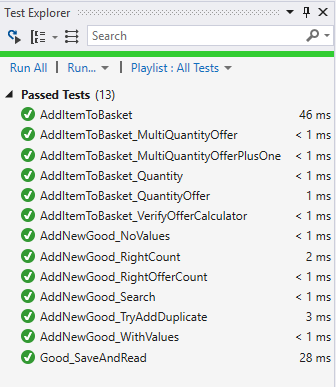 Test Explorer
Search
Run All | Run... | Playlist : All Tests
Passed Tests (13)
AddItemToBasket 46 ms
AddItemToBasket_MultiQuantityOffer < 1 ms
AddItemToBasket_MultiQuantityOfferPlusOne < 1 ms
AddItemToBasket_Quantity < 1 ms
AddItemToBasket_QuantityOffer 1 ms
AddItemToBasket_VerifyOfferCalculator < 1 ms
AddNewGood_NoValues < 1 ms
AddNewGood_RightCount 2 ms
AddNewGood_RightOfferCount < 1 ms
AddNewGood_Search < 1 ms
AddNewGood_TryAddDuplicate 3 ms
AddNewGood_WithValues < 1 ms
Good_SaveAndRead 28 ms